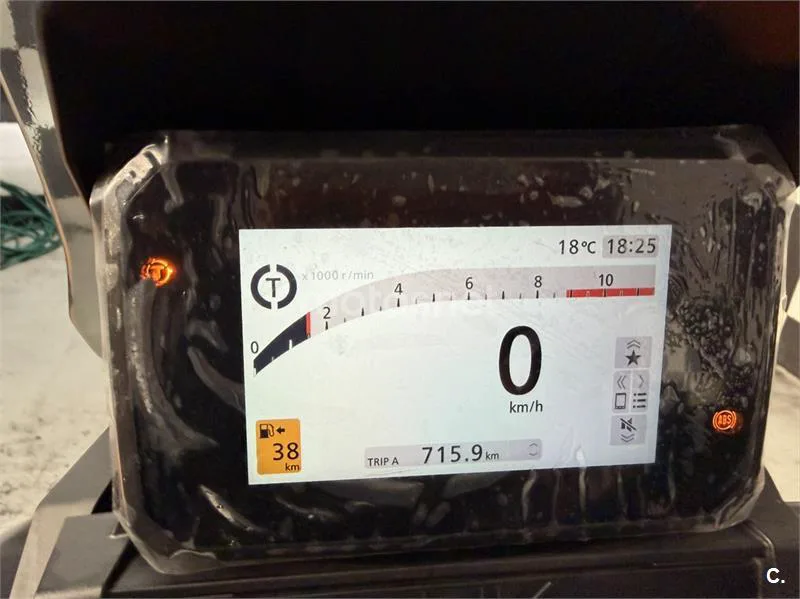 18°C 18:25
T
T
x1000 r/min
0 2 4 6 8 10
0
km/h
ABS
38
km
TRIP A 715.9 km
C.